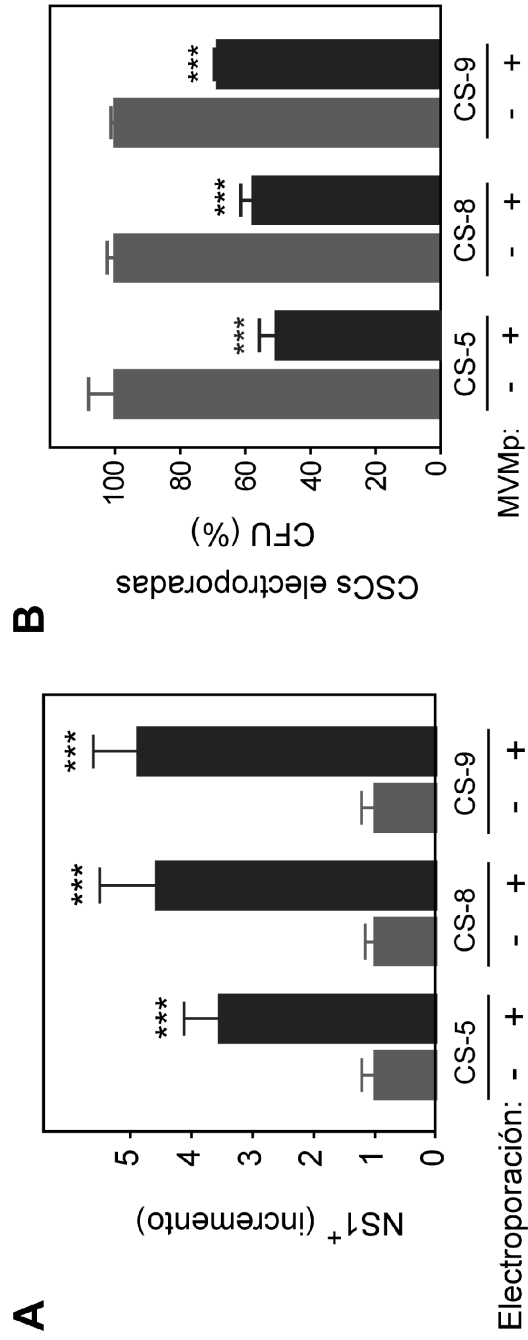 A
NS1+ (incremento)
5
4
3
2
1
0
*** *** ***
CS-5 CS-8 CS-9
Electroporación: - + - + - +
B
CSCs electroporadas
CFU (%)
100
80
60
40
20
0
*** *** ***
CS-5 CS-8 CS-9
MVMp: - + - + - +